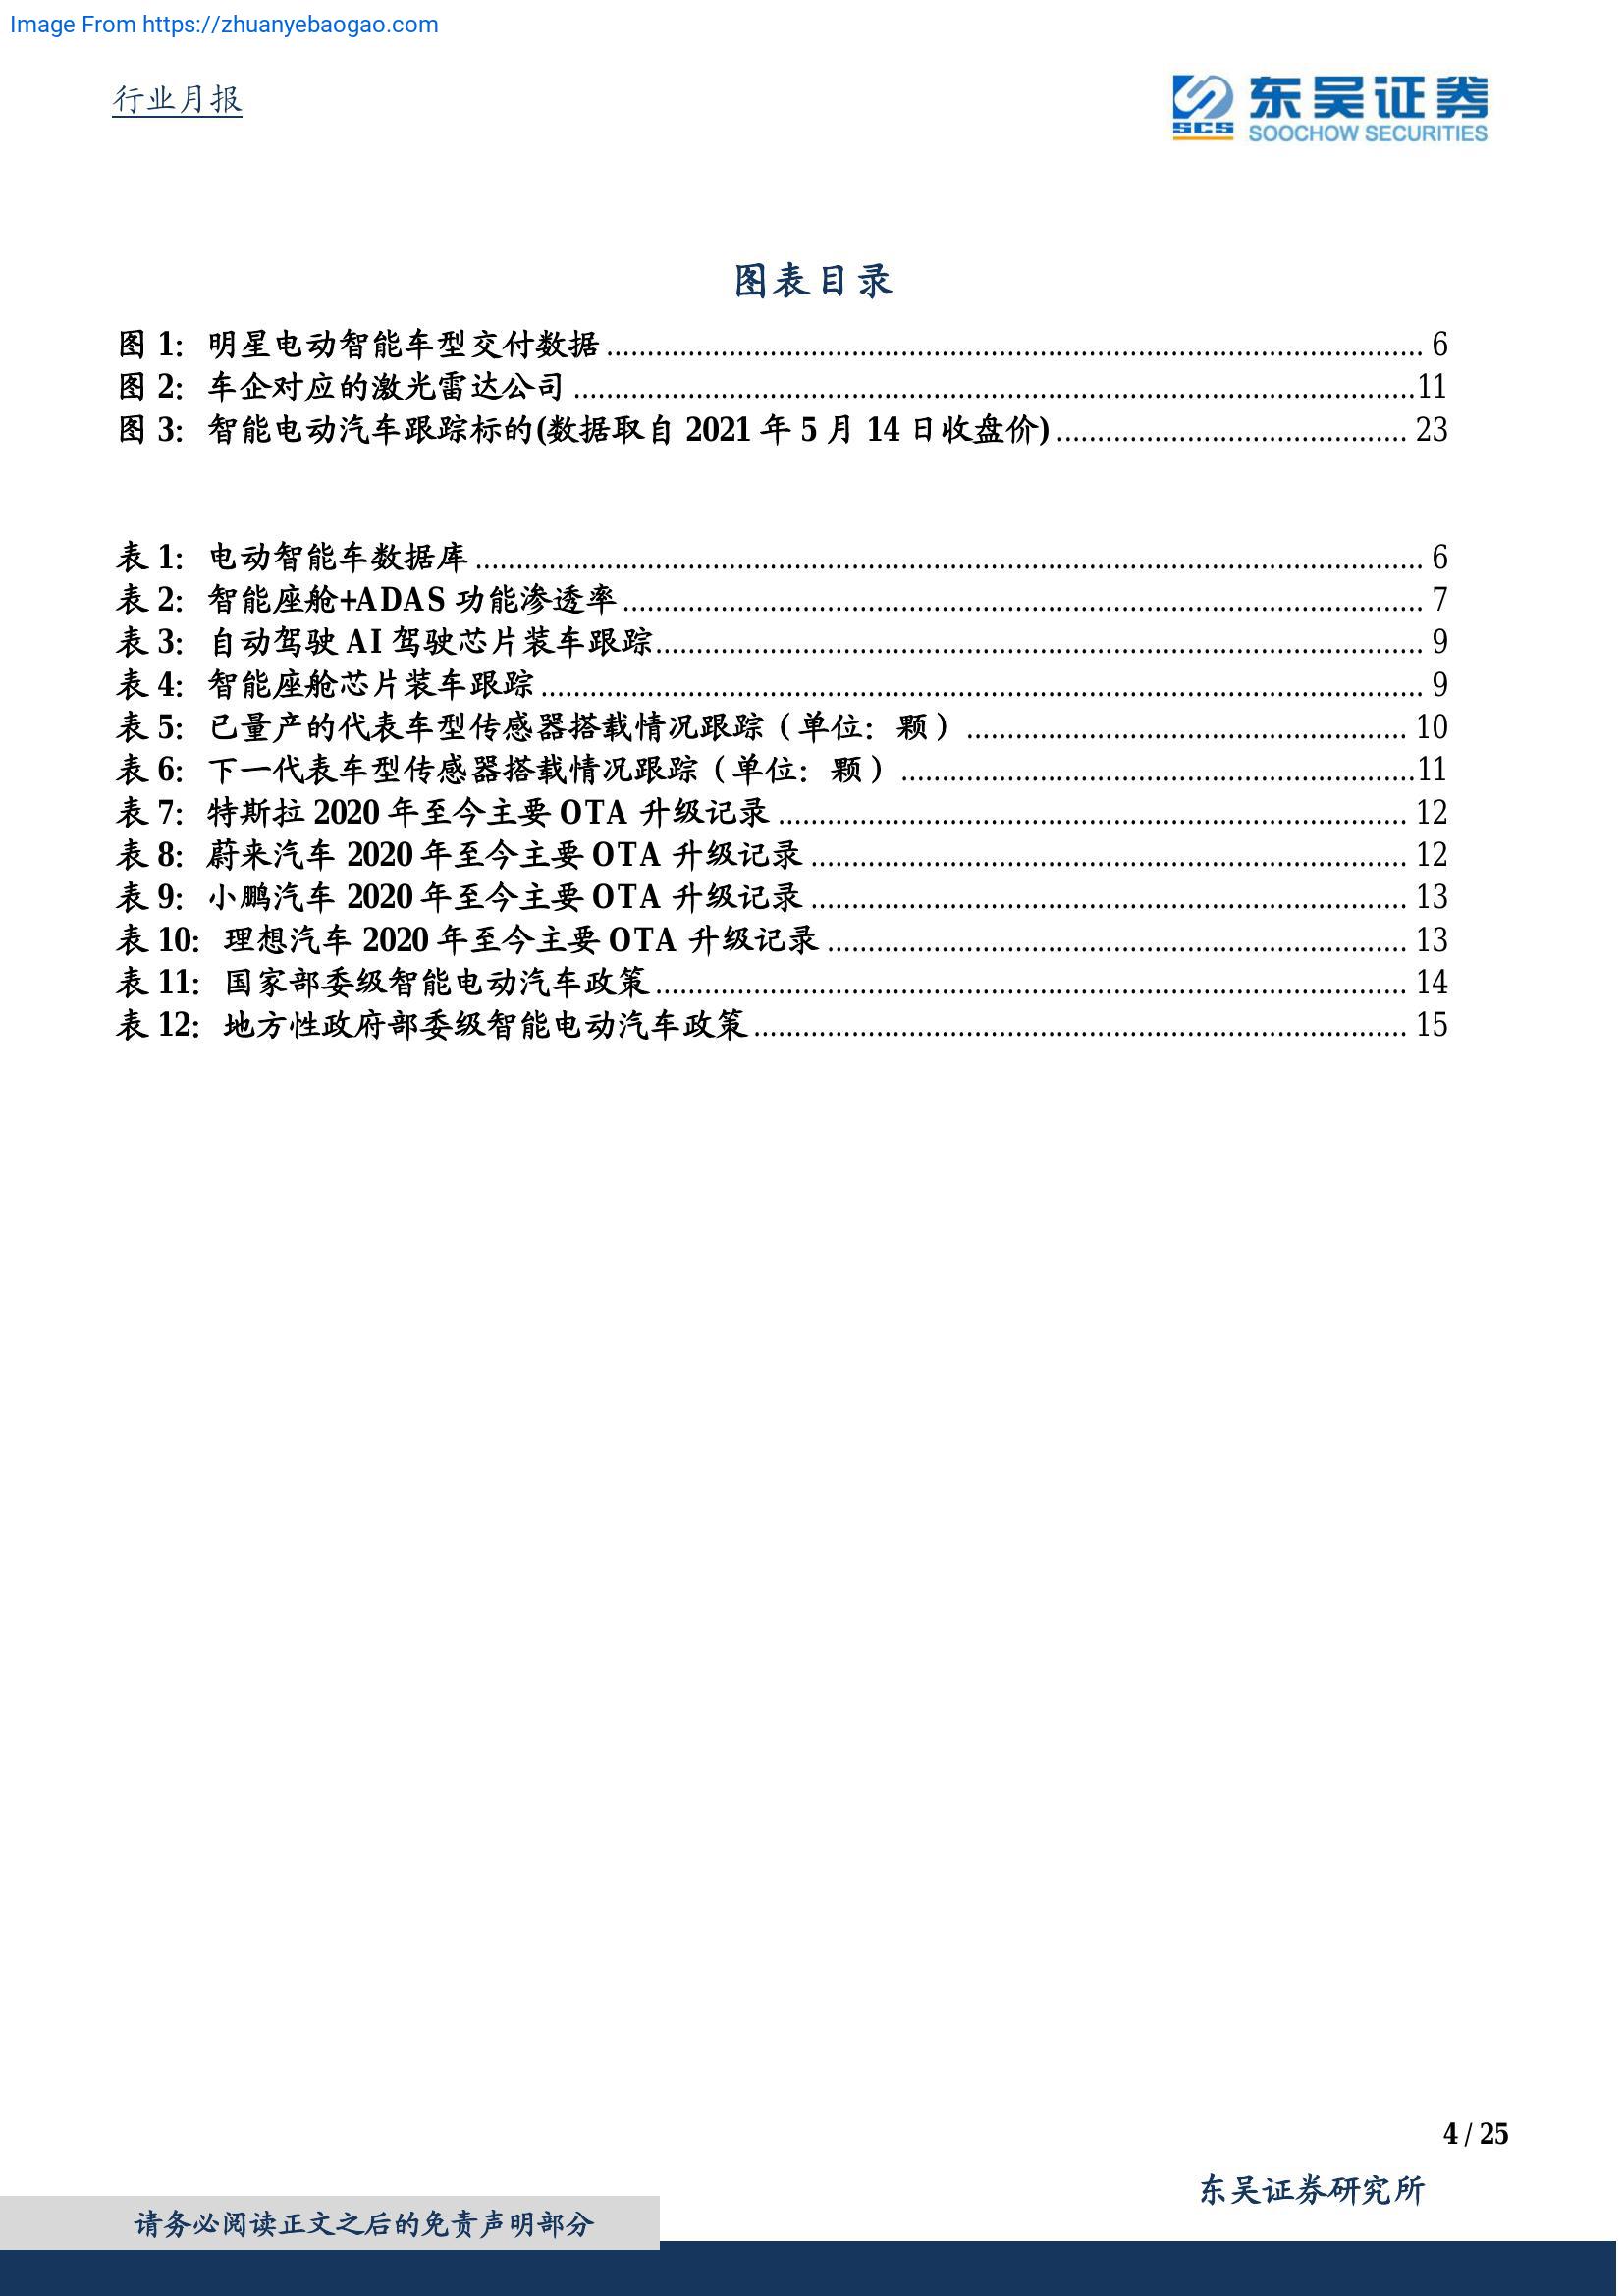 Image From https://zhuanyebaogao.com
行业月报
SCS 东吴证券
SOOCHOW SECURITIES
图表目录
图 1: 明星电动智能车型交付数据 6
图 2: 车企对应的激光雷达公司 11
图 3: 智能电动汽车跟踪标的(数据取自 2021 年 5 月 14 日收盘价) 23
表 1: 电动智能车数据库 6
表 2: 智能座舱+ADAS 功能渗透率 7
表 3: 自动驾驶 AI 驾驶芯片装车跟踪 9
表 4: 智能座舱芯片装车跟踪 9
表 5: 已量产的代表车型传感器搭载情况跟踪（单位：颗） 10
表 6: 下一代表车型传感器搭载情况跟踪（单位：颗） 11
表 7: 特斯拉 2020 年至今主要 OTA 升级记录 12
表 8: 蔚来汽车 2020 年至今主要 OTA 升级记录 12
表 9: 小鹏汽车 2020 年至今主要 OTA 升级记录 13
表 10: 理想汽车 2020 年至今主要 OTA 升级记录 13
表 11: 国家部委级智能电动汽车政策 14
表 12: 地方性政府部委级智能电动汽车政策 15
4 / 25
东吴证券研究所
请务必阅读正文之后的免责声明部分